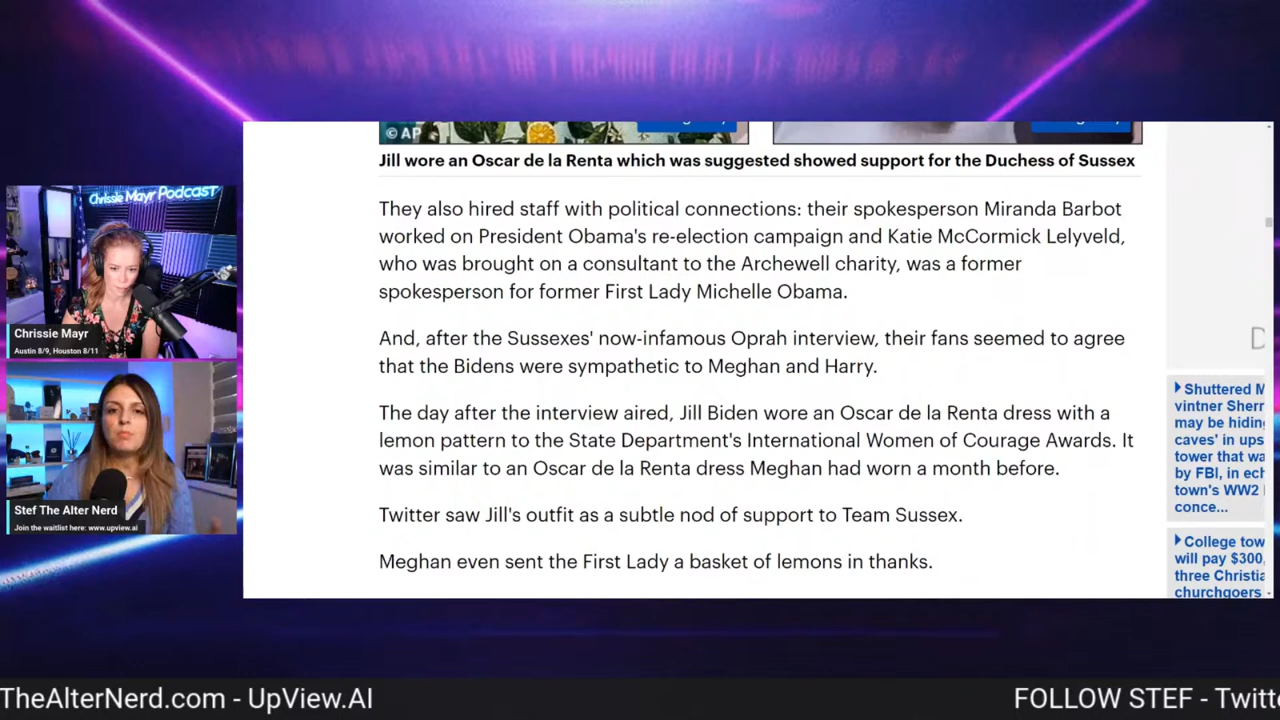 © AP
Jill wore an Oscar de la Renta which was suggested showed support for the Duchess of Sussex
They also hired staff with political connections: their spokesperson Miranda Barbot
worked on President Obama's re-election campaign and Katie McCormick Lelyveld,
who was brought on a consultant to the Archewell charity, was a former
spokesperson for former First Lady Michelle Obama.
And, after the Sussexes' now-infamous Oprah interview, their fans seemed to agree
that the Bidens were sympathetic to Meghan and Harry.
The day after the interview aired, Jill Biden wore an Oscar de la Renta dress with a
lemon pattern to the State Department's International Women of Courage Awards. It
was similar to an Oscar de la Renta dress Meghan had worn a month before.
Twitter saw Jill's outfit as a subtle nod of support to Team Sussex.
Meghan even sent the First Lady a basket of lemons in thanks.
Shuttered M
vintner Sherr
may be hiding
caves' in ups
tower that wa
by FBI, in ech
town's WW2
conce...
College tow
will pay $300,
three Christia
churchgoers
Chrissie Mayr Podcast
Chrissie Mayr
Austin 8/9, Houston 8/11
Stef The Alter Nerd
Join the waitlist here: www.upview.ai
TheAlterNerd.com - UpView.AI
FOLLOW STEF - Twitt